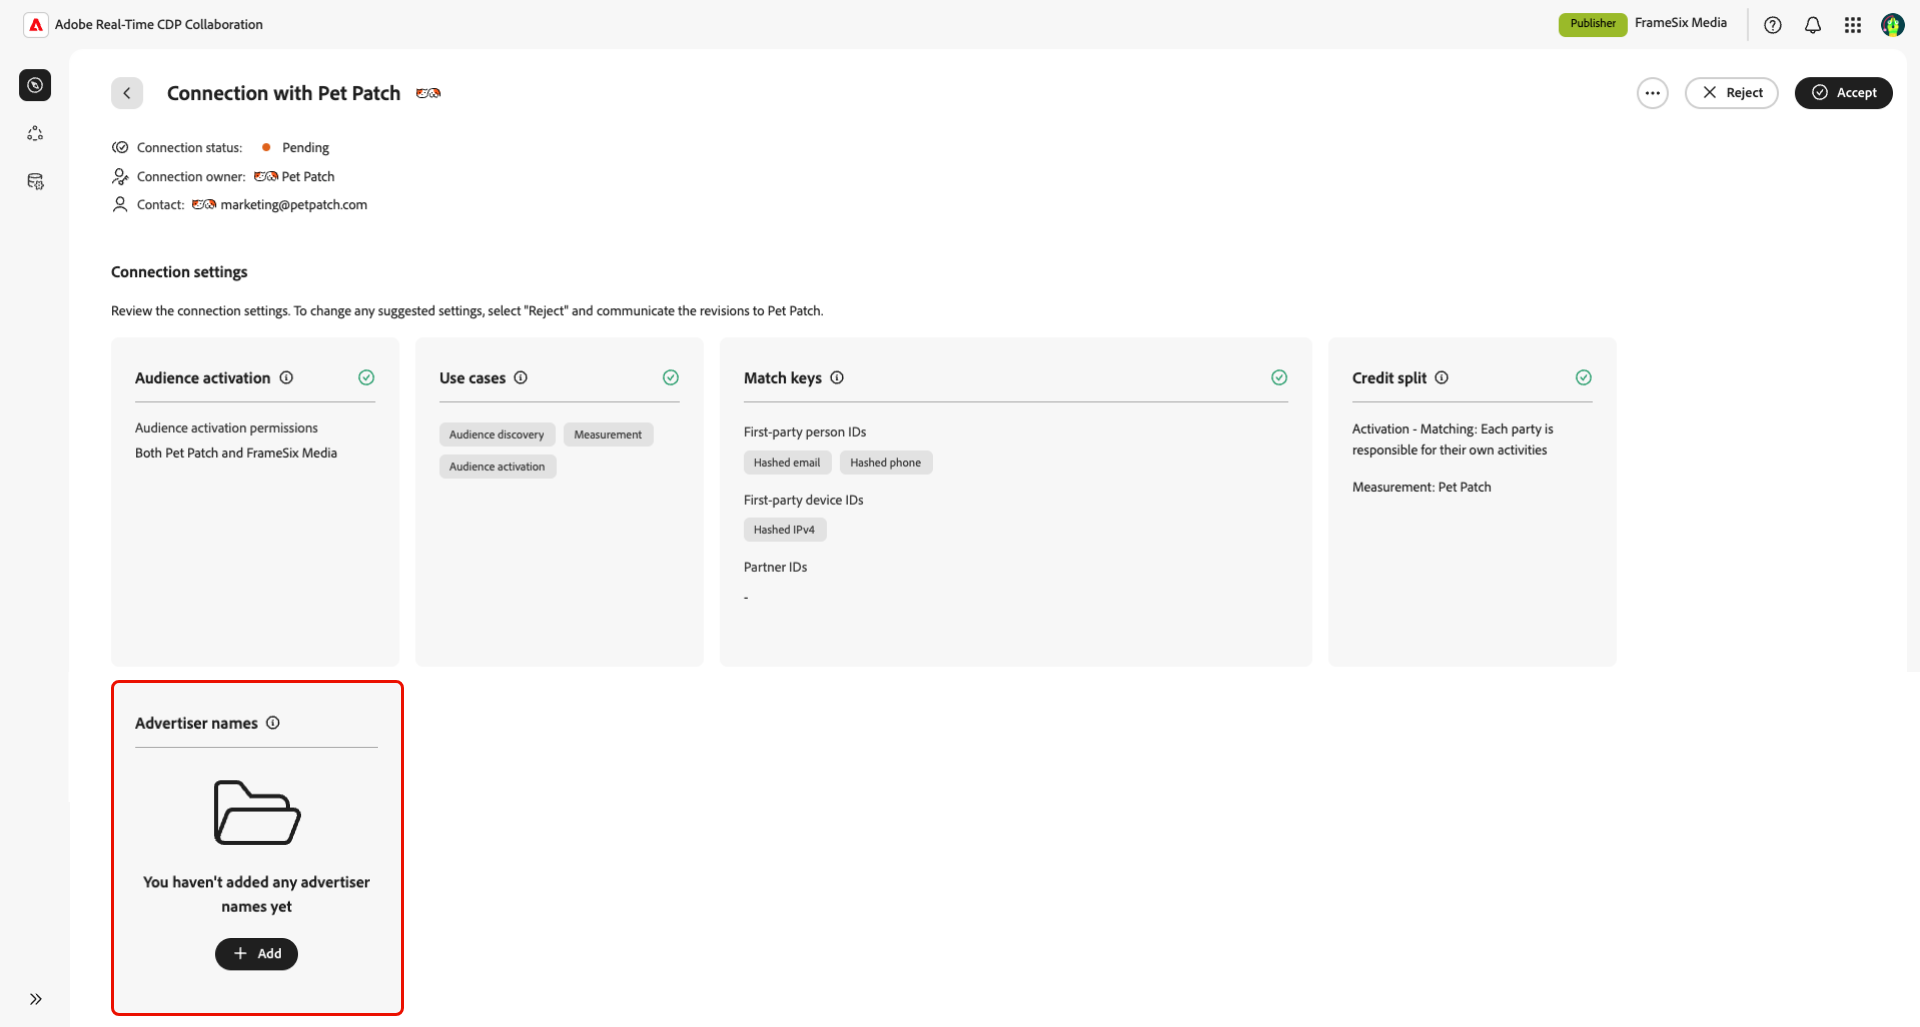 Adobe Real-Time CDP Collaboration
Publisher
FrameSix Media
Connection with Pet Patch
Reject
Accept
Connection status: Pending
Connection owner: Pet Patch
Contact: marketing@petpatch.com
Connection settings
Review the connection settings. To change any suggested settings, select "Reject" and communicate the revisions to Pet Patch.
Audience activation
Audience activation permissions
Both Pet Patch and FrameSix Media
Use cases
Audience discovery
Measurement
Audience activation
Match keys
First-party person IDs
Hashed email
Hashed phone
First-party device IDs
Hashed IPv4
Partner IDs
-
Credit split
Activation - Matching: Each party is
responsible for their own activities
Measurement: Pet Patch
Advertiser names
You haven't added any advertiser
names yet
Add